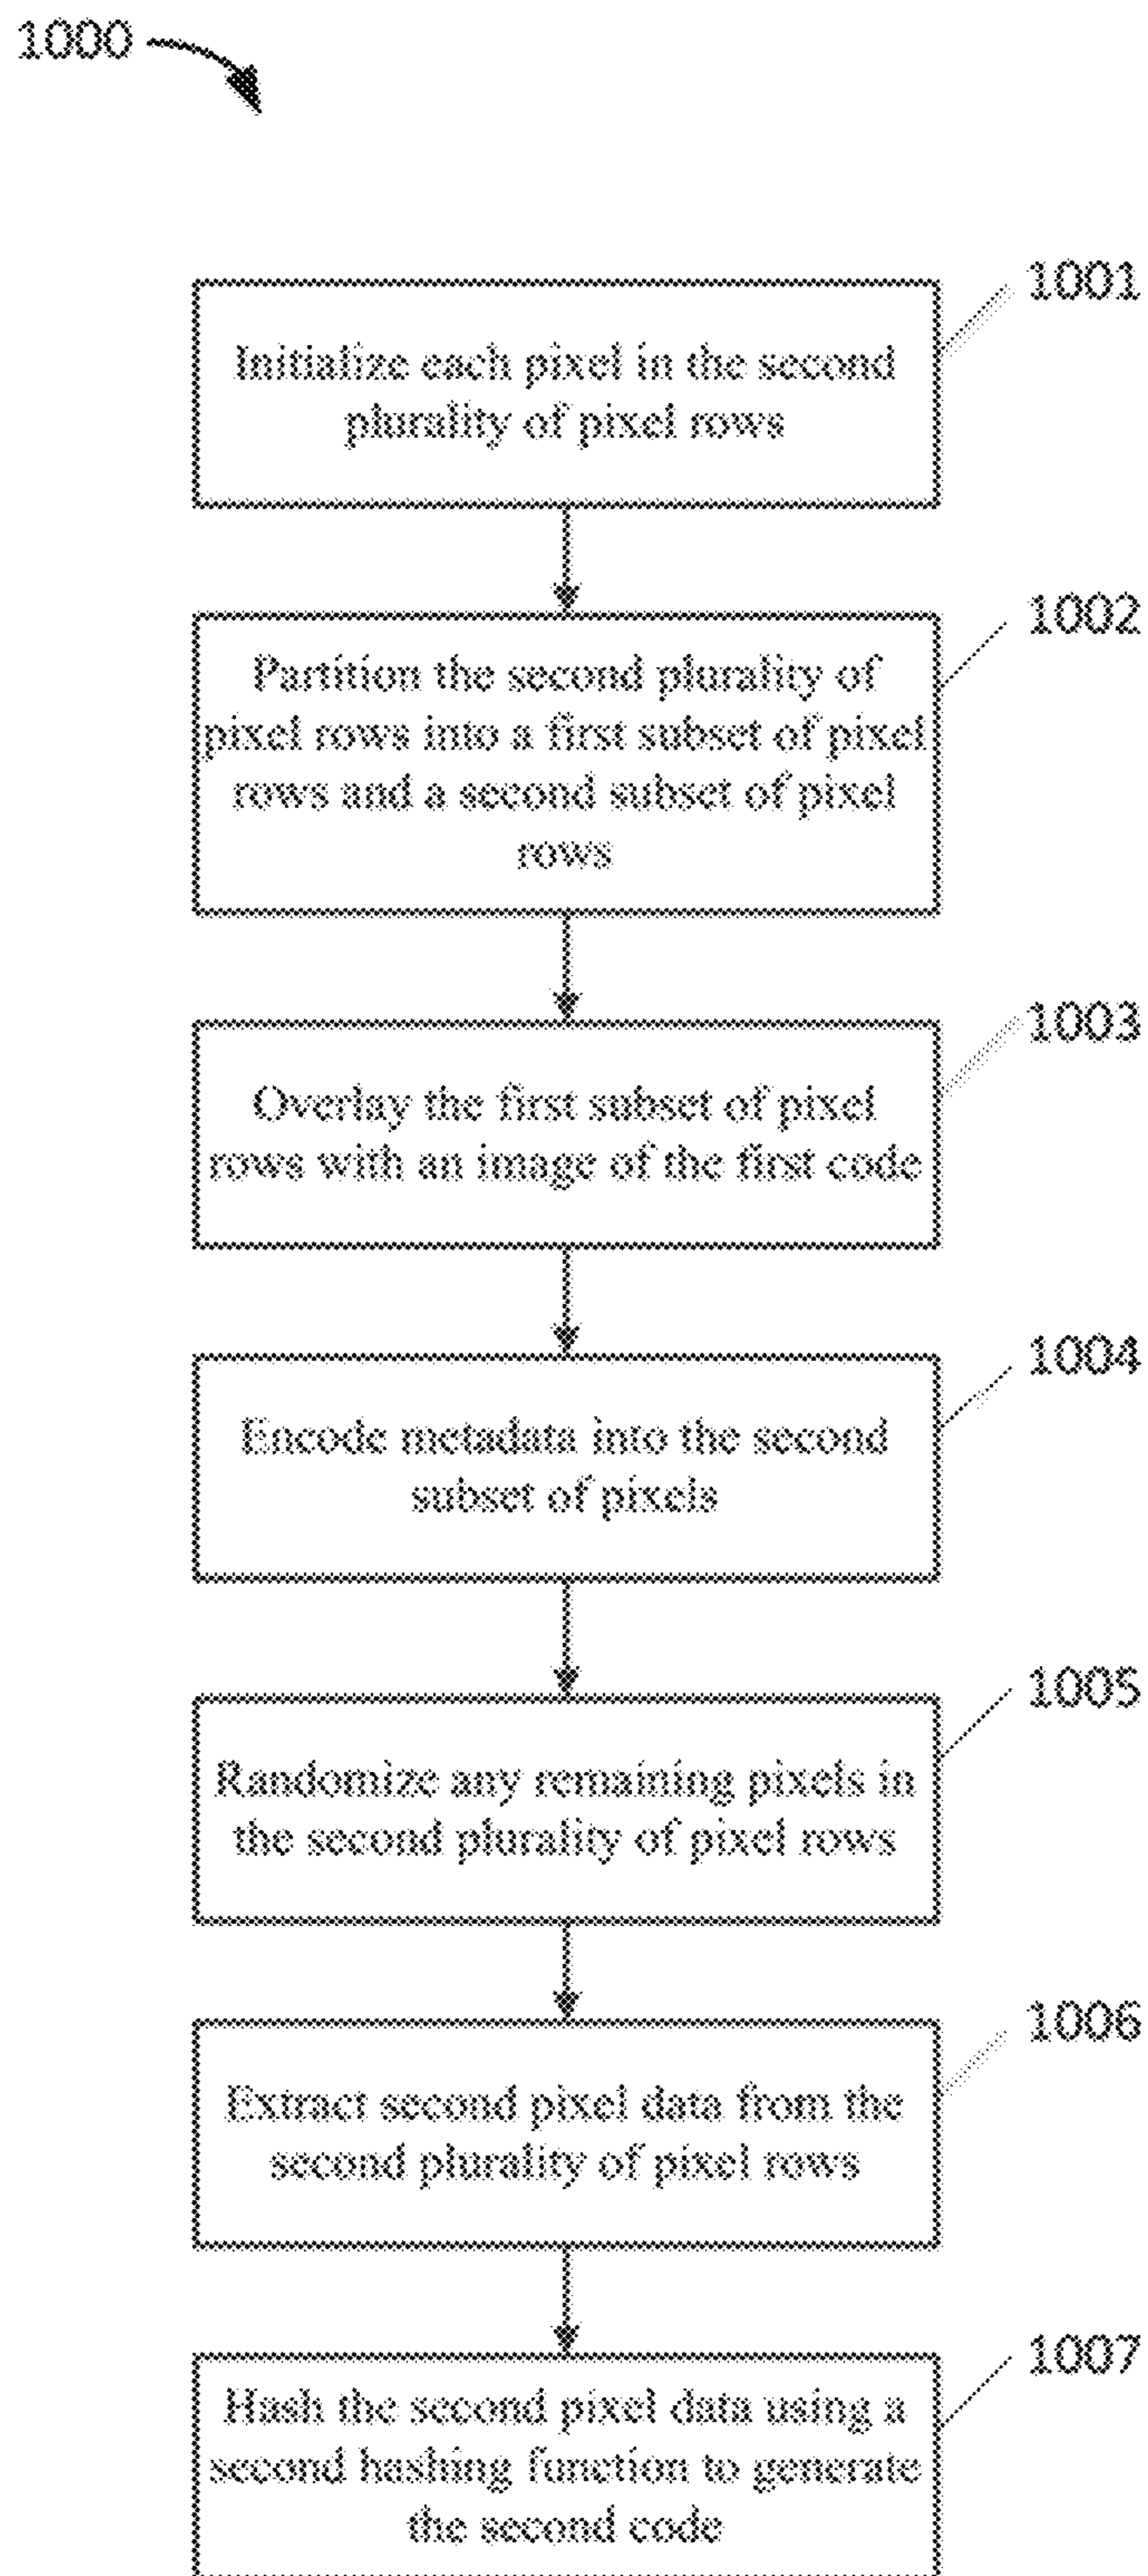 1000
1001
Initialize each pixel in the second
plurality of pixel rows
1002
Partition the second plurality of
pixel rows into a first subset of pixel
rows and a second subset of pixel
rows
1003
Overlay the first subset of pixel
rows with an image of the first code
1004
Encode metadata into the second
subset of pixels
1005
Randomize any remaining pixels in
the second plurality of pixel rows
1006
Extract second pixel data from the
second plurality of pixel rows
1007
Hash the second pixel data using a
second hashing function to generate
the second code